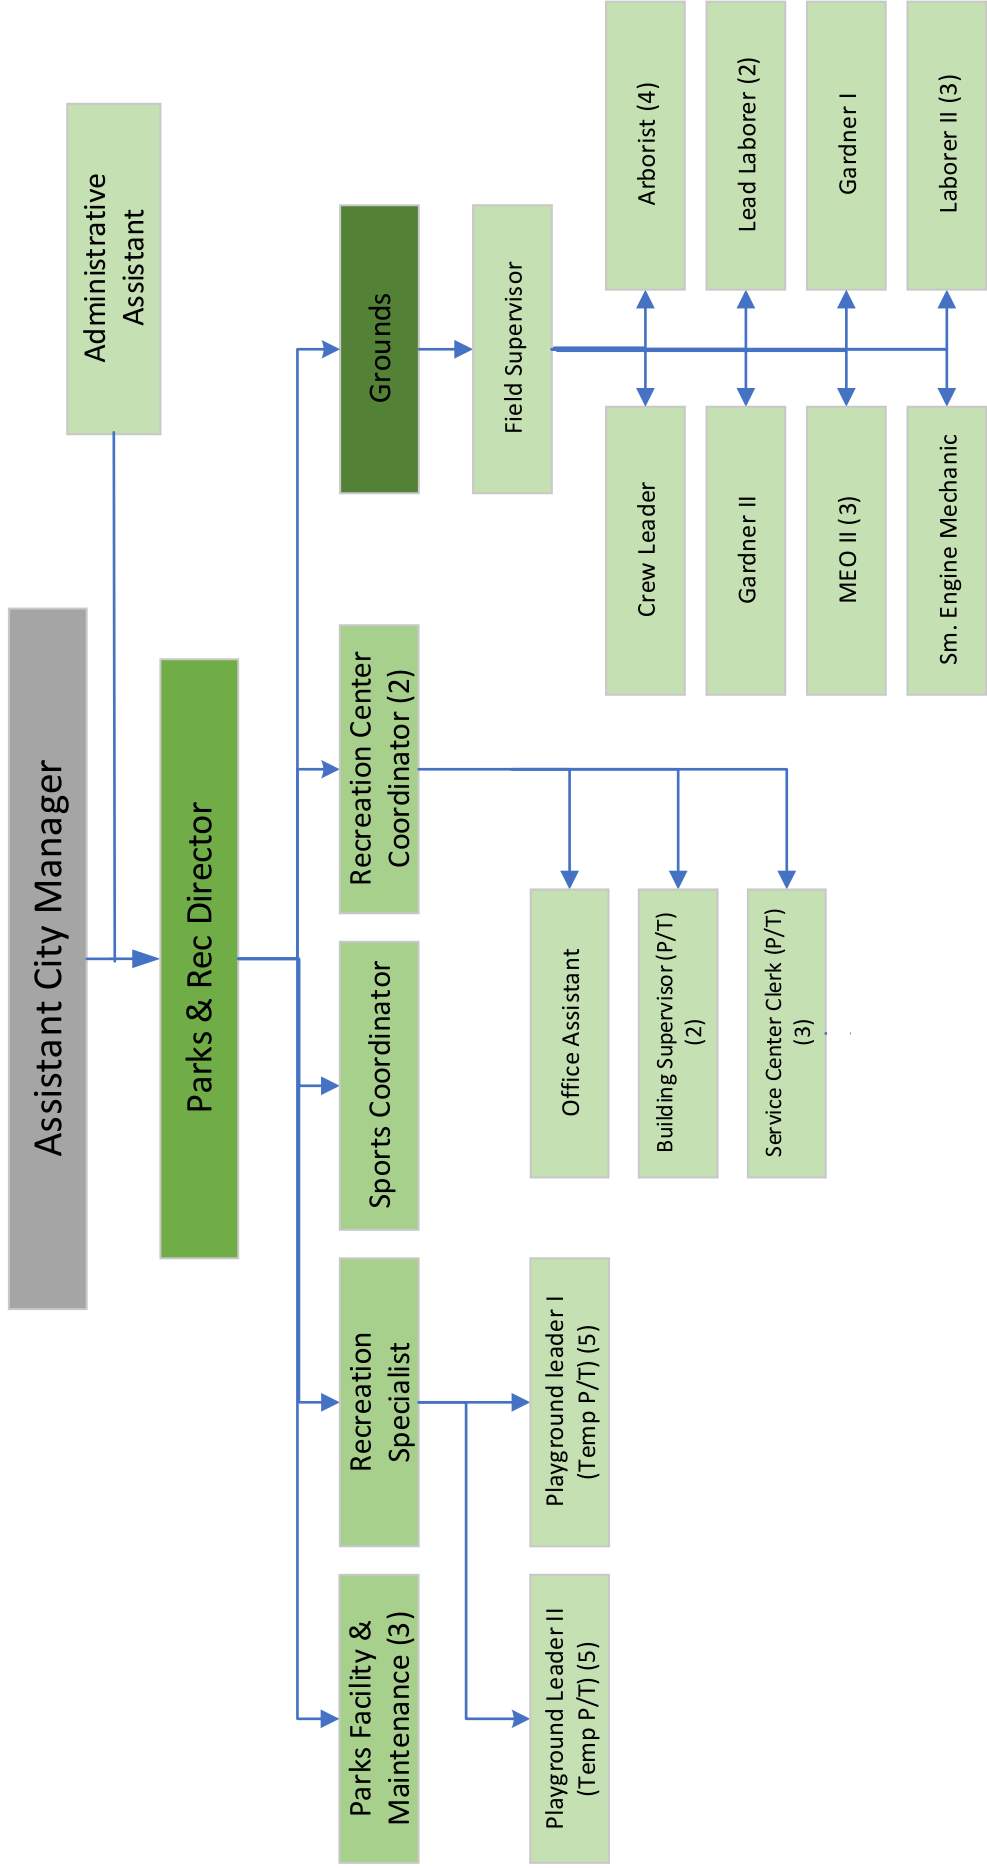 Assistant City Manager
Administrative
Assistant
Parks & Rec Director
Parks Facility &
Maintenance (3)
Recreation
Specialist
Sports Coordinator
Recreation Center
Coordinator (2)
Grounds
Playground Leader II
(Temp P/T) (5)
Playground leader I
(Temp P/T) (5)
Office Assistant
Building Supervisor (P/T)
(2)
Service Center Clerk (P/T)
(3)
Field Supervisor
Crew Leader
Arborist (4)
Gardner II
Lead Laborer (2)
MEO II (3)
Gardner I
Sm. Engine Mechanic
Laborer II (3)